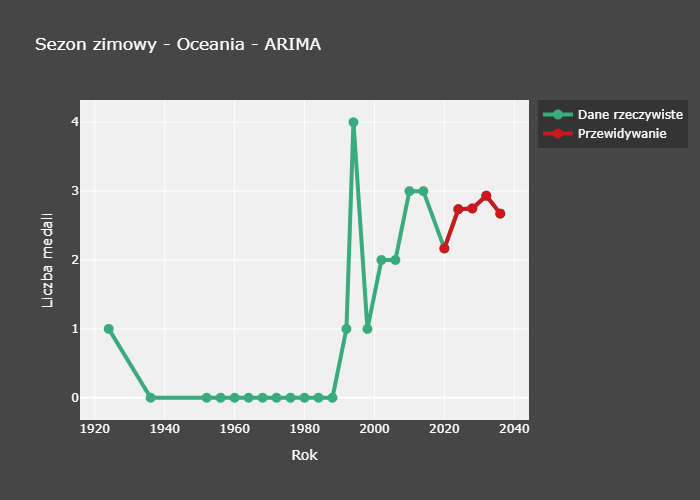 Sezon zimowy - Oceania - ARIMA
Dane rzeczywiste
Przewidywanie
Liczba medali
4
3
2
1
0
1920 1940 1960 1980 2000 2020 2040
Rok